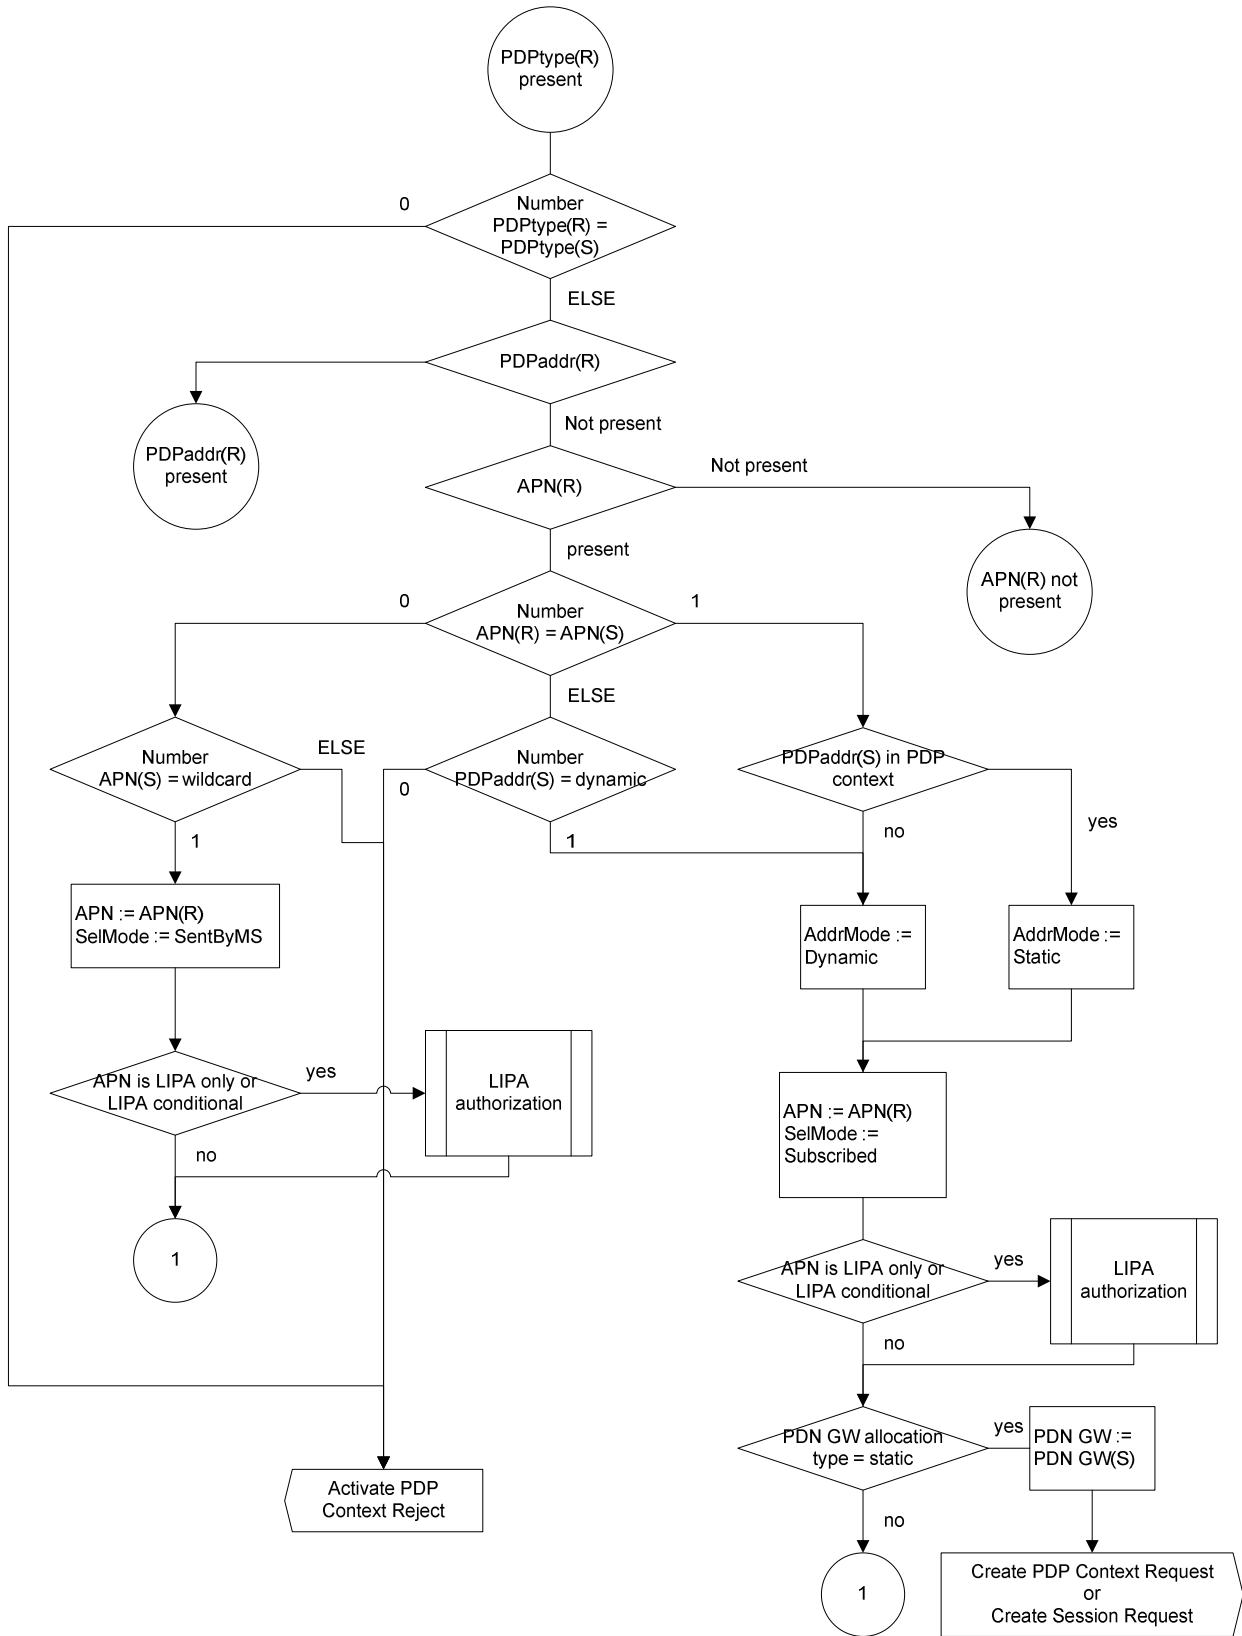 PDPtype(R)
present
0
Number
PDPtype(R) =
PDPtype(S)
ELSE
PDPaddr(R)
Not present
PDPaddr(R)
present
APN(R)
Not present
present
APN(R) not
present
0
Number
APN(R) = APN(S)
1
ELSE
Number
APN(S) = wildcard
ELSE
Number
PDPaddr(S) = dynamic
0
PDPaddr(S) in PDP
context
1
1
no
yes
APN := APN(R)
SelMode := SentByMS
AddrMode :=
Dynamic
AddrMode :=
Static
APN is LIPA only or
LIPA conditional
yes
LIPA
authorization
no
APN := APN(R)
SelMode :=
Subscribed
1
APN is LIPA only or
LIPA conditional
yes
LIPA
authorization
no
PDN GW allocation
type = static
yes
PDN GW :=
PDN GW(S)
Activate PDP
Context Reject
no
1
Create PDP Context Request
or
Create Session Request